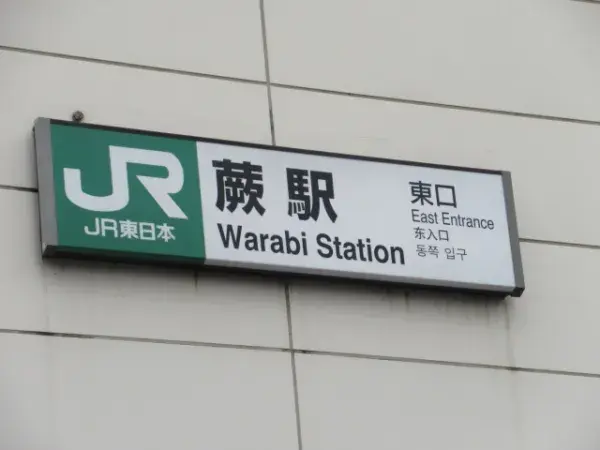 JR
JR東日本
蕨駅
Warabi Station
東口
East Entrance
东入口
동쪽 입구